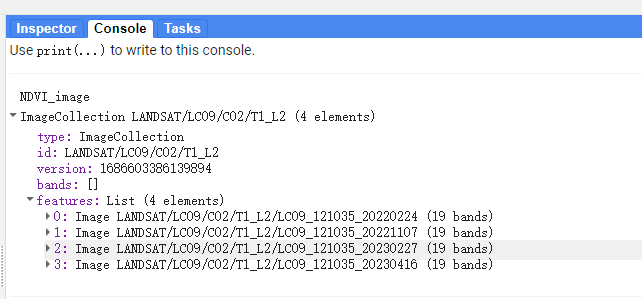 Inspector Console Tasks
Use print(...) to write to this console.
NDVI_image
ImageCollection LANDSAT/LC09/C02/T1_L2 (4 elements)
type: ImageCollection
id: LANDSAT/LC09/C02/T1_L2
version: 1686603386139894
bands: []
features: List (4 elements)
0: Image LANDSAT/LC09/C02/T1_L2/LC09_121035_20220224 (19 bands)
1: Image LANDSAT/LC09/C02/T1_L2/LC09_121035_20221107 (19 bands)
2: Image LANDSAT/LC09/C02/T1_L2/LC09_121035_20230227 (19 bands)
3: Image LANDSAT/LC09/C02/T1_L2/LC09_121035_20230416 (19 bands)